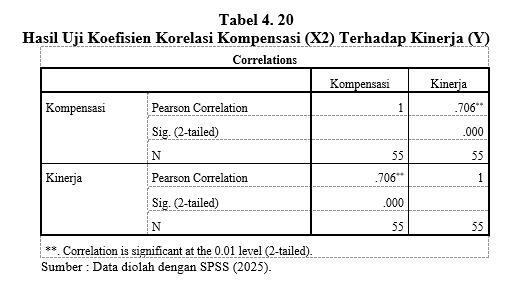 Tabel 4. 20
Hasil Uji Koefisien Korelasi Kompensasi (X2) Terhadap Kinerja (Y)
Correlations
Kompensasi Kinerja
Kompensasi Pearson Correlation 1 .706**
Sig. (2-tailed) .000
N 55 55
Kinerja Pearson Correlation .706** 1
Sig. (2-tailed) .000
N 55 55
**. Correlation is significant at the 0.01 level (2-tailed).
Sumber : Data diolah dengan SPSS (2025).